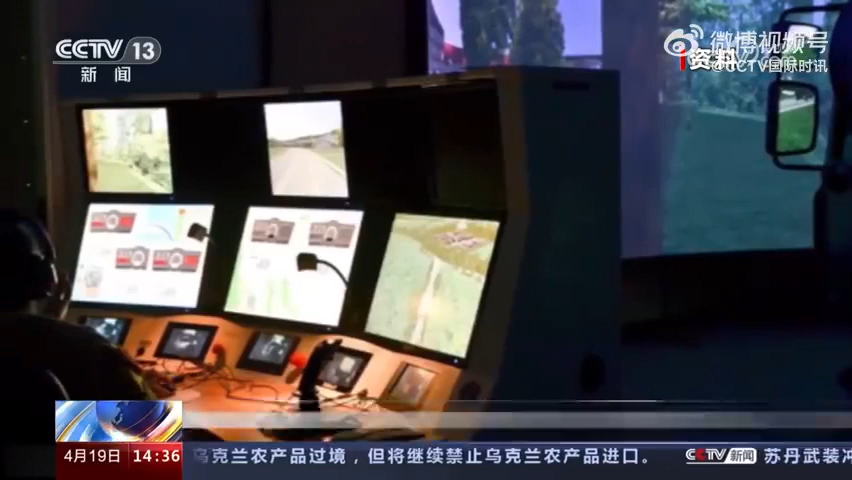 CCTV 13
新闻
微博视频号
资料
@CCTV国际时讯
4月19日 14:36
乌克兰农产品过境，但将继续禁止乌克兰农产品进口。 CCTV新闻 苏丹武装冲